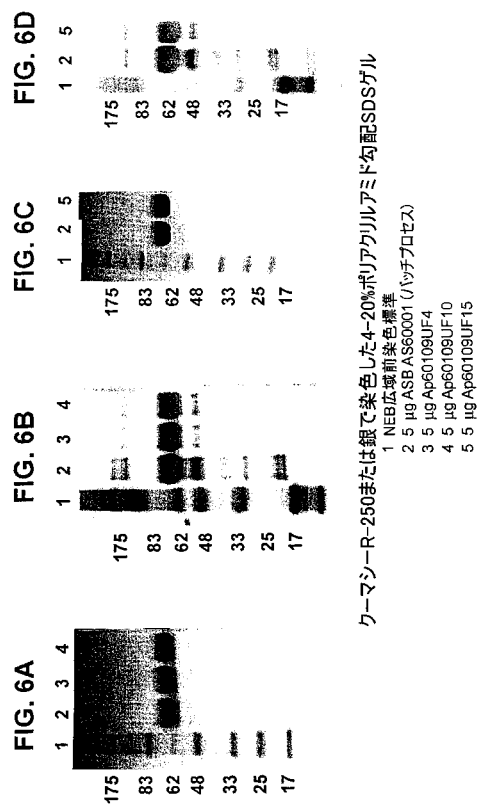 FIG. 6A
1 2 3 4
175
83
62
48
33
25
17
FIG. 6B
1 2 3 4
175
83
62
48
33
25
17
FIG. 6C
1 2 5
175
83
62
48
33
25
17
FIG. 6D
1 2 5
175
83
62
48
33
25
17
クーマシーR-250または銀で染色した4-20%ポリアクリルアミド勾配SDSゲル
1 NEB広域前染色標準
2 5 μg ASB AS60001 (バッチプロセス)
3 5 μg Ap60109UF4
4 5 μg Ap60109UF10
5 5 μg Ap60109UF15